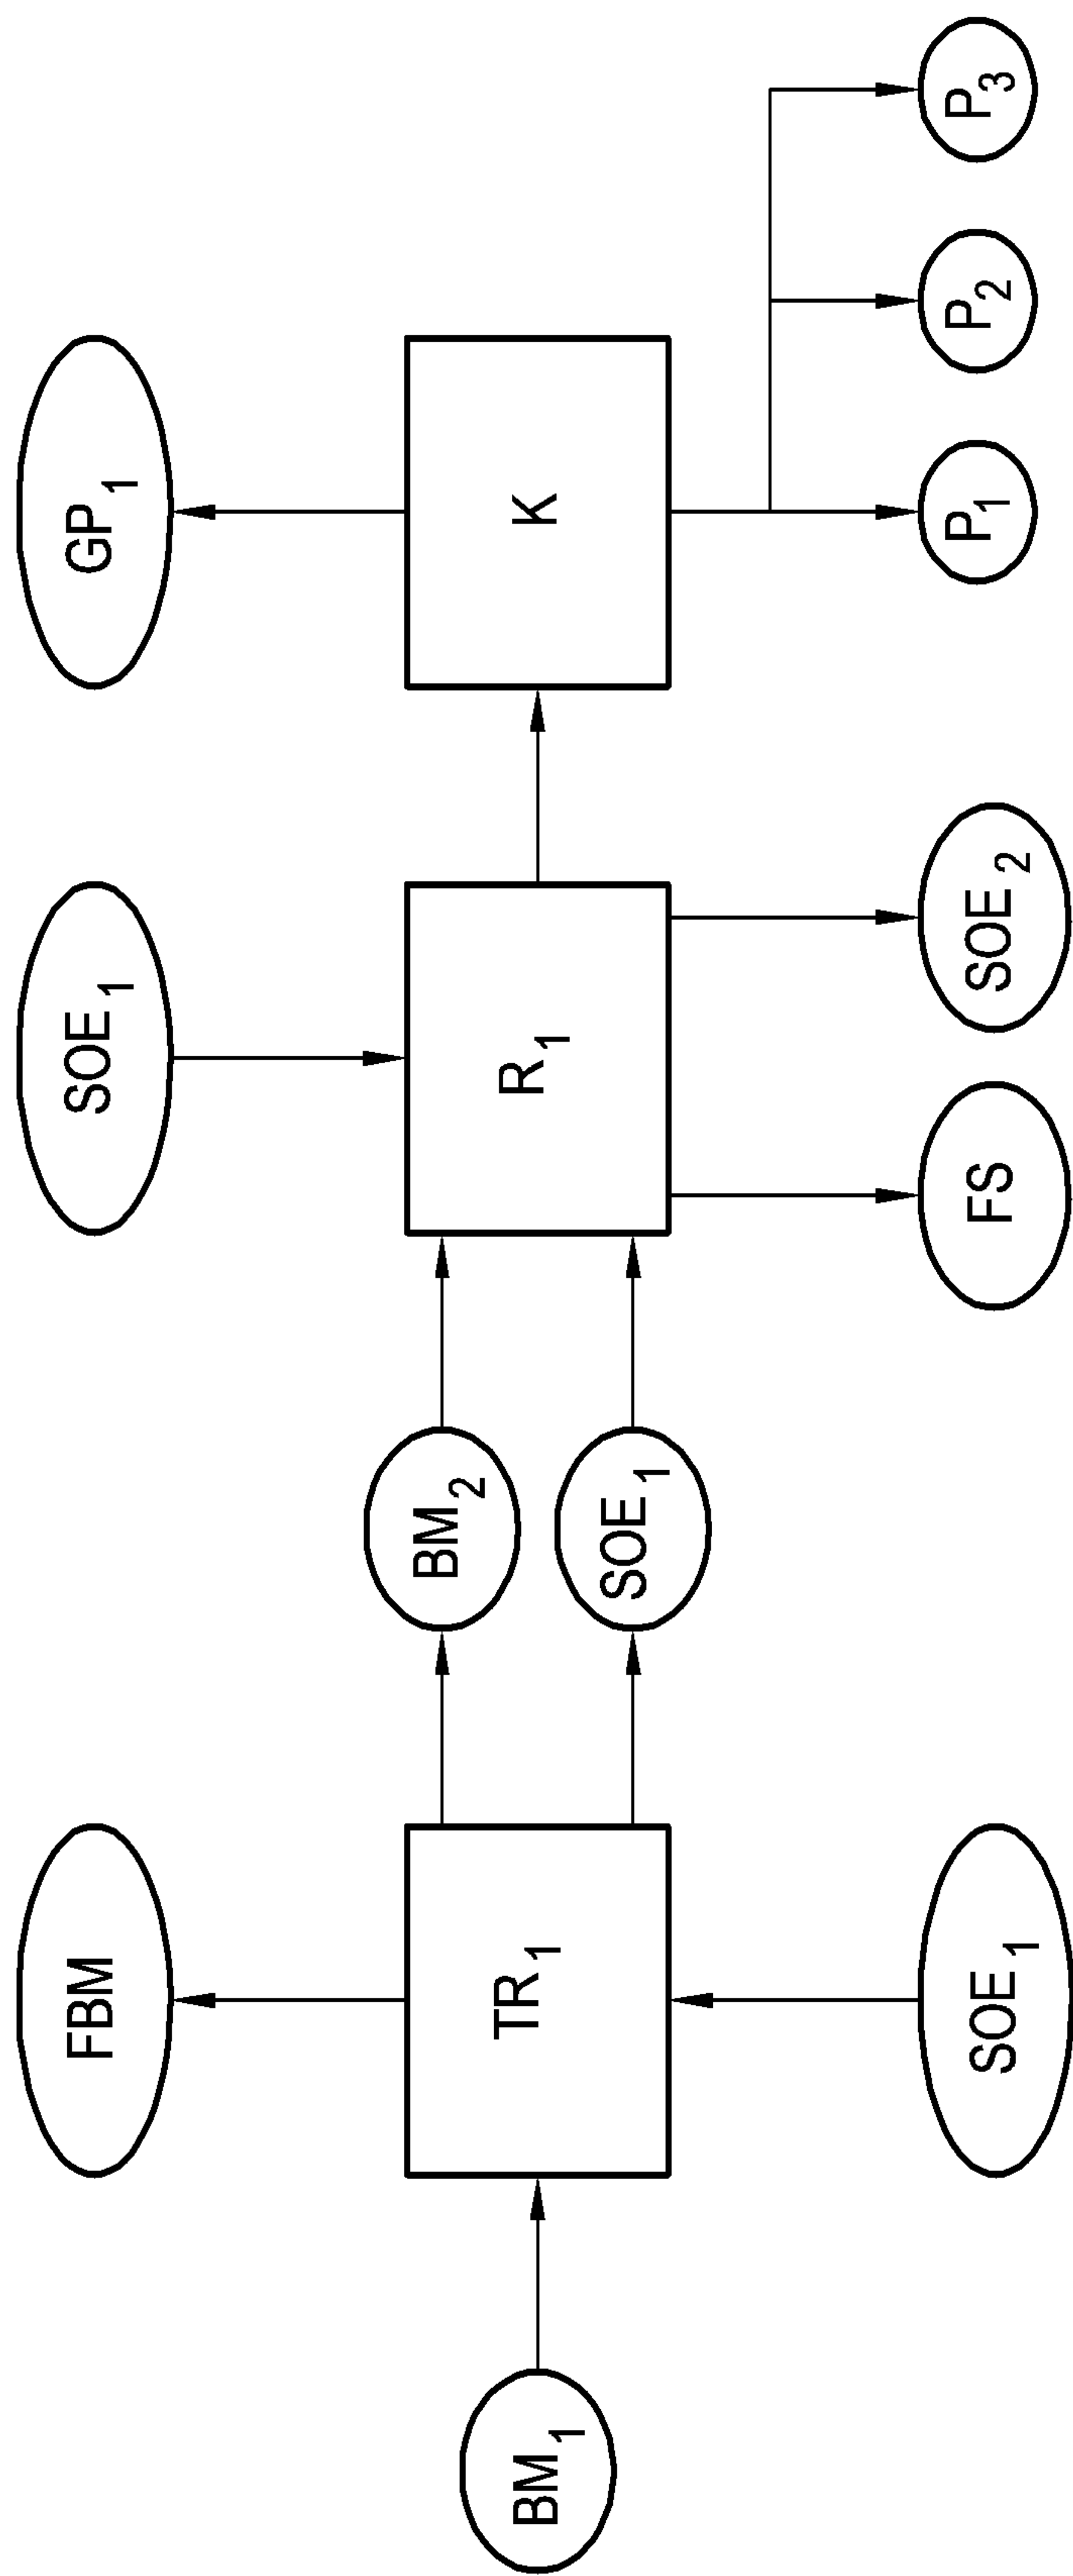 FBM
SOE₁
GP₁
BM₂
BM₁
TR₁
R₁
K
SOE₁
SOE₁
FS
SOE₂
P₁
P₂
P₃